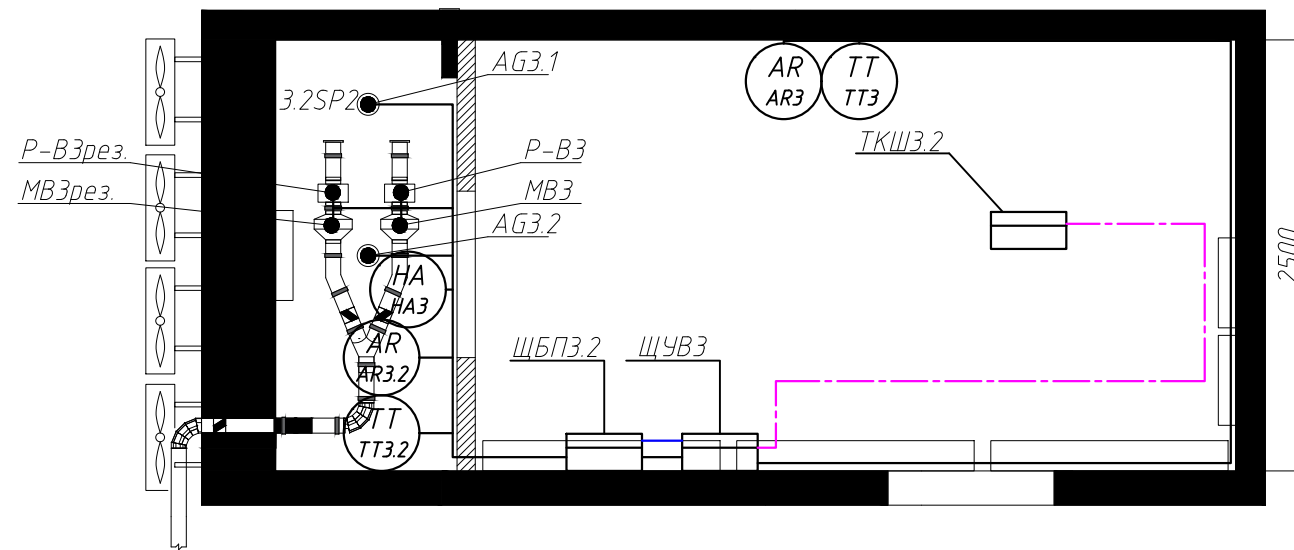 AG3.1
AR
AR3
TT
TT3
3.2SP2
Р-В3рез.
Р-В3
ТКШ3.2
МВ3рез.
МВ3
AG3.2
2500
НА
НА3
ЩБП3.2
ЩУВ3
AR
AR3.2
TT
TT3.2